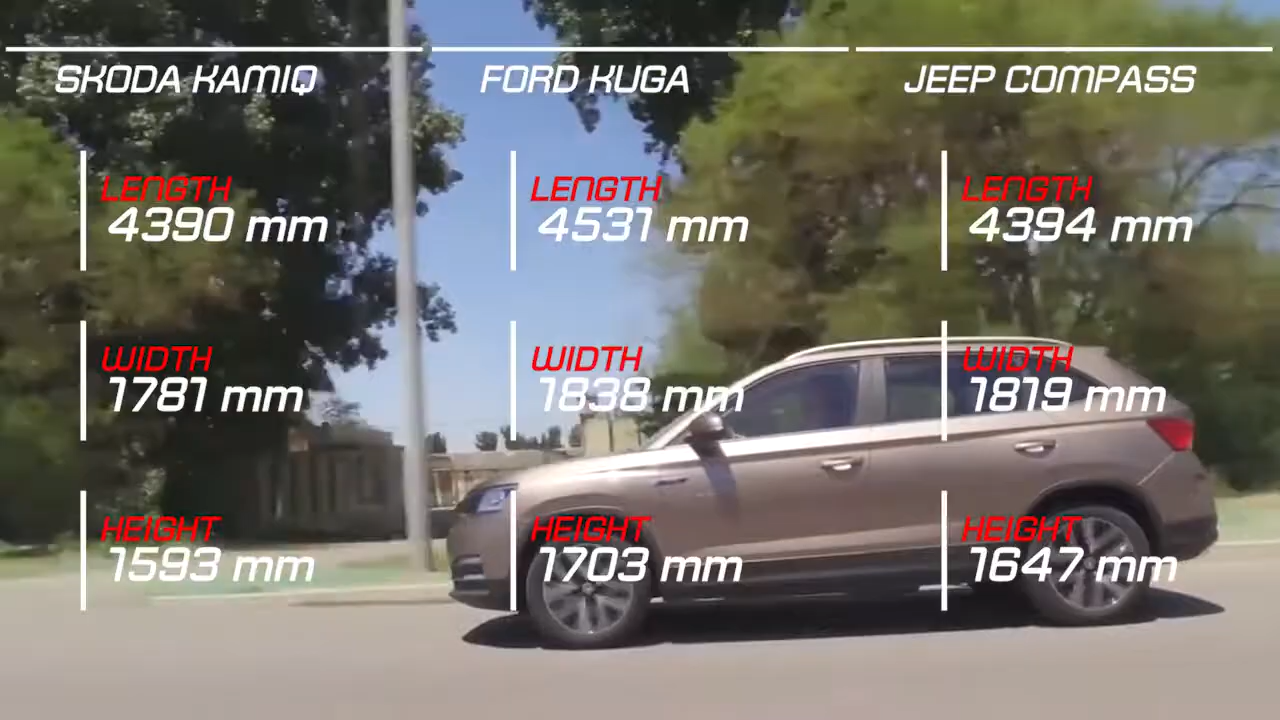 SKODA KAMIQ
LENGTH
4390 mm
WIDTH
1781 mm
HEIGHT
1593 mm
FORD KUGA
LENGTH
4531 mm
WIDTH
1838 mm
HEIGHT
1703 mm
JEEP COMPASS
LENGTH
4394 mm
WIDTH
1819 mm
HEIGHT
1647 mm